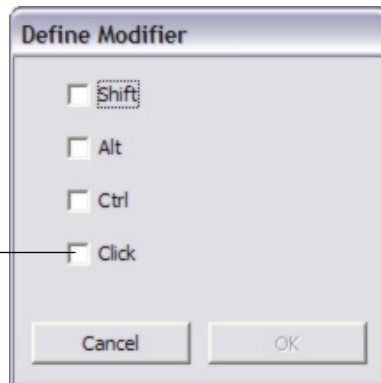 Define Modifier
Shift
Alt
Ctrl
Click
Cancel OK